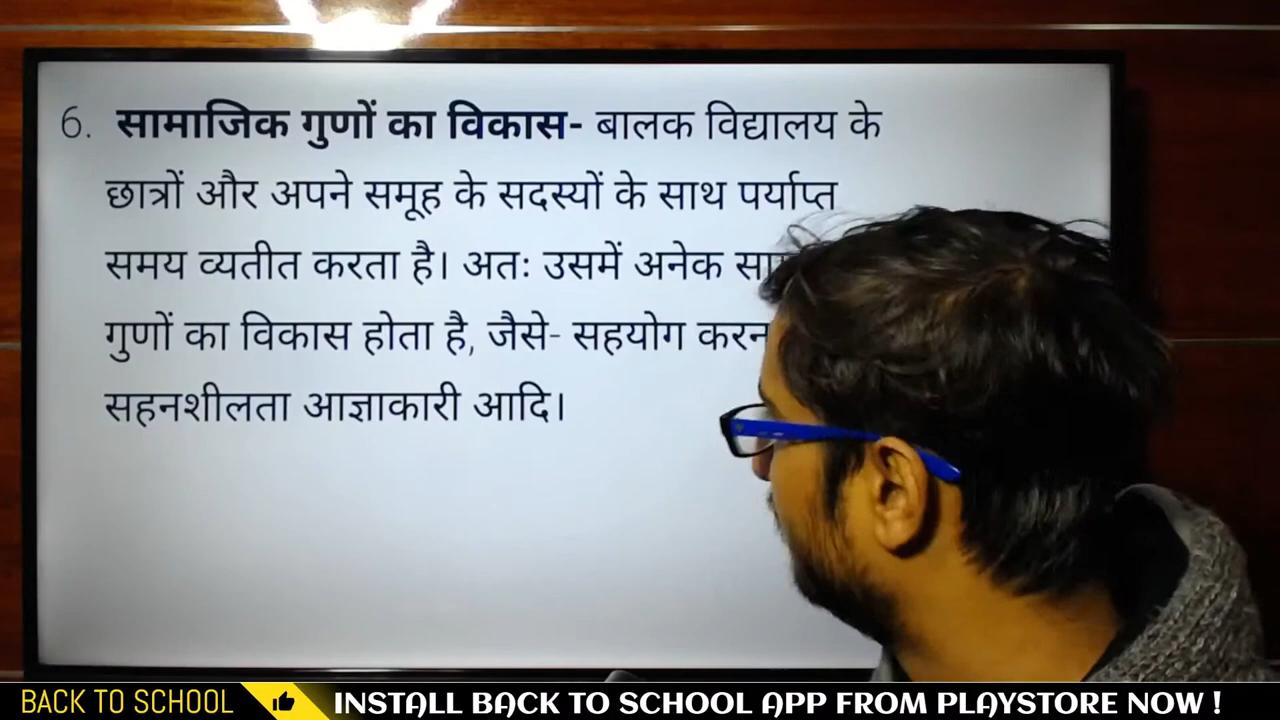 6. सामाजिक गुणों का विकास- बालक विद्यालय के
छात्रों और अपने समूह के सदस्यों के साथ पर्याप्त
समय व्यतीत करता है। अतः उसमें अनेक
गुणों का विकास होता है, जैसे- सहयोग
सहनशीलता आज्ञाकारी आदि।
BACK TO SCHOOL INSTALL BACK TO SCHOOL APP FROM PLAYSTORE NOW !